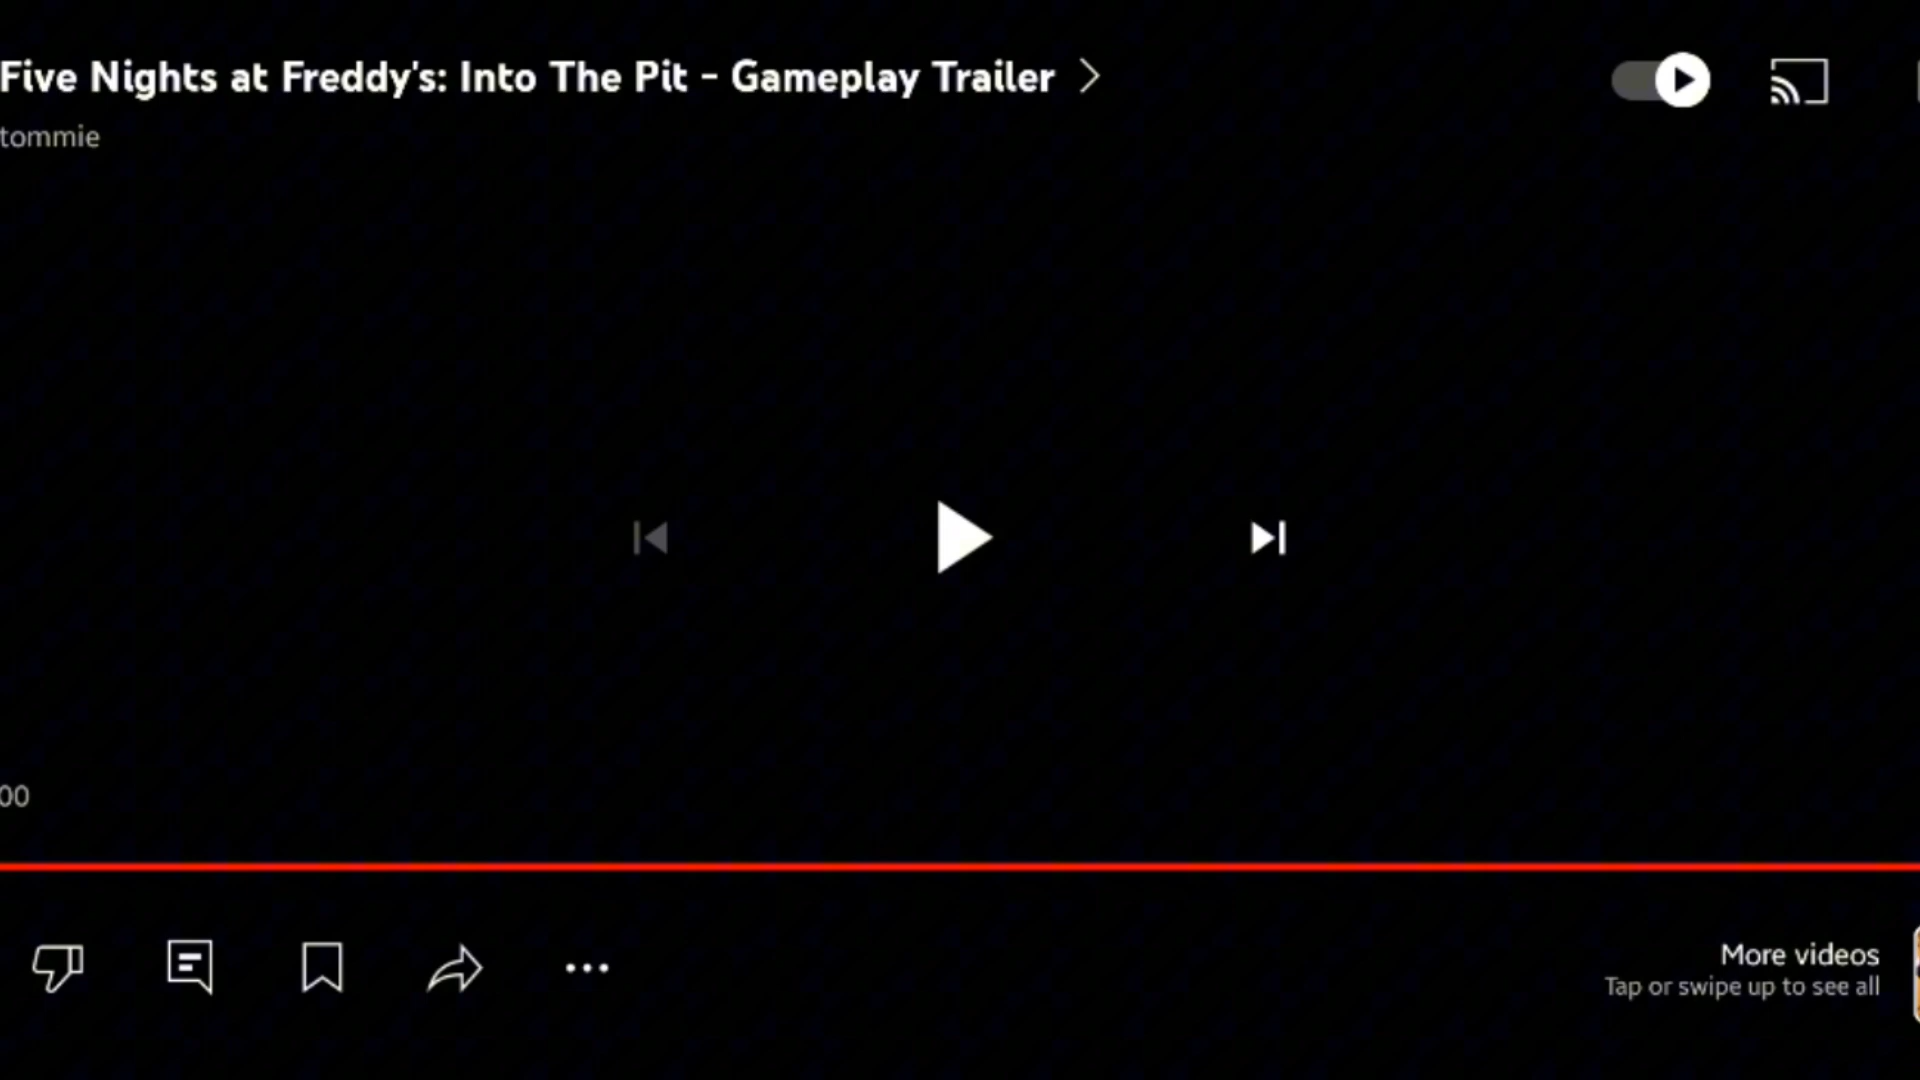 Five Nights at Freddy's: Into The Pit – Gameplay Trailer
tommie
00
More videos
Tap or swipe up to see all